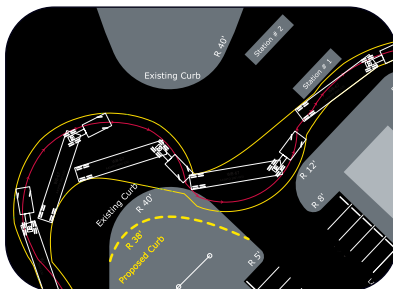 R 40'
Station # 2
Existing Curb
Station # 1
R 12'
Existing Curb
R 40'
R 8'
R 38'
Proposed Curb
R 5'